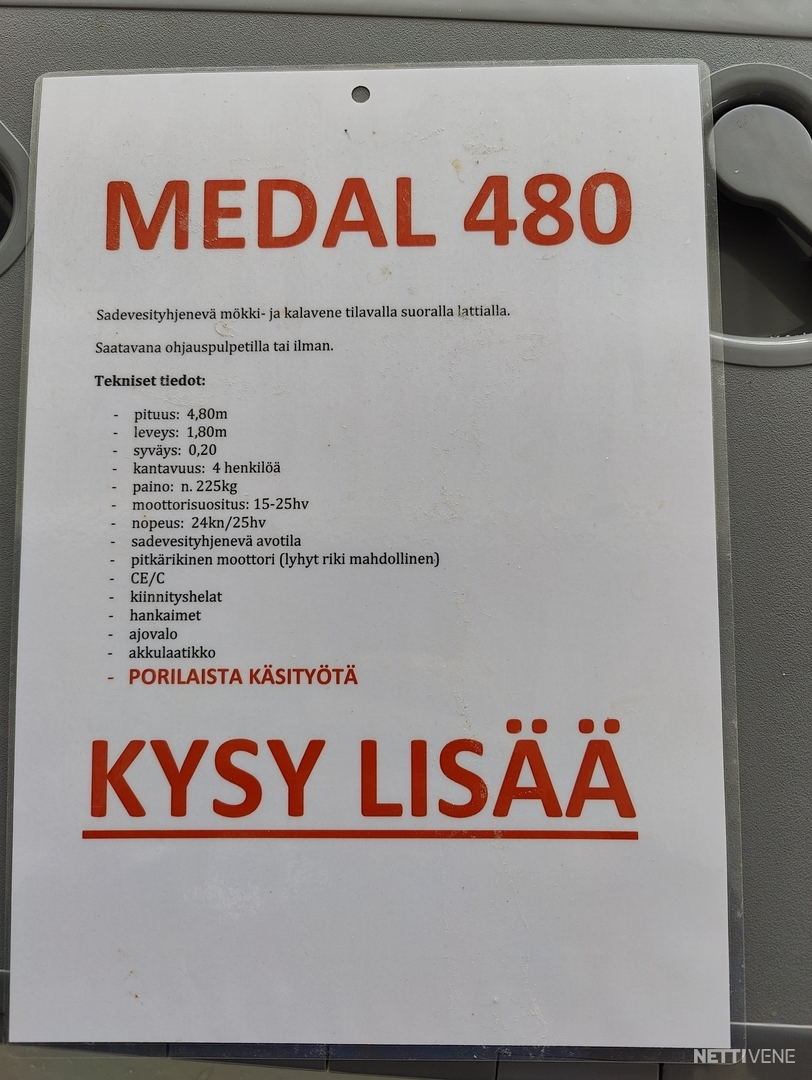 MEDAL 480
Sadevesityhjenevä mökki- ja kalavene tilavalla suoralla lattialla.
Saatavana ohjauspulpetilla tai ilman.
Tekniset tiedot:
- pituus: 4,80m
- leveys: 1,80m
- syväys: 0,20
- kantavuus: 4 henkilöä
- paino: n. 225kg
- moottorisuositus: 15-25hv
- nopeus: 24kn/25hv
- sadevesityhjenevä avotila
- pitkärikinen moottori (lyhyt riki mahdollinen)
- CE/C
- kiinnityshelat
- hankaimet
- ajovalo
- akkulaatikko
- PORILAISTA KÄSITYÖTÄ
KYSY LISÄÄ
NETTIVENE